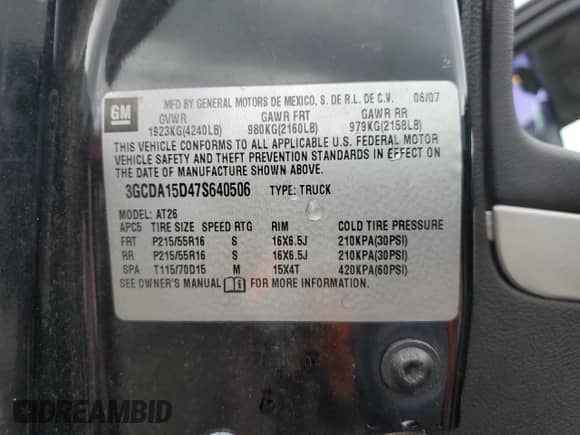 GM
MFD BY GENERAL MOTORS DE MEXICO, S. DE R.L. DE C.V. 06/07
GVWR GAWR FRT GAWR RR
1923KG(4240LB) 980KG(2160LB) 979KG(2158LB)
THIS VEHICLE CONFORMS TO ALL APPLICABLE U.S. FEDERAL MOTOR
VEHICLE SAFETY AND THEFT PREVENTION STANDARDS IN EFFECT ON
THE DATE OF MANUFACTURE SHOWN ABOVE.
3GCDA15D47S640506 TYPE: TRUCK
MODEL: AT26
APC5 TIRE SIZE SPEED RTG RIM COLD TIRE PRESSURE
FRT P215/55R16 S 16X6.5J 210KPA(30PSI)
RR P215/55R16 S 16X6.5J 210KPA(30PSI)
SPA T115/70D15 M 15X4T 420KPA(60PSI)
SEE OWNER'S MANUAL FOR MORE INFORMATION.
DREAMBID